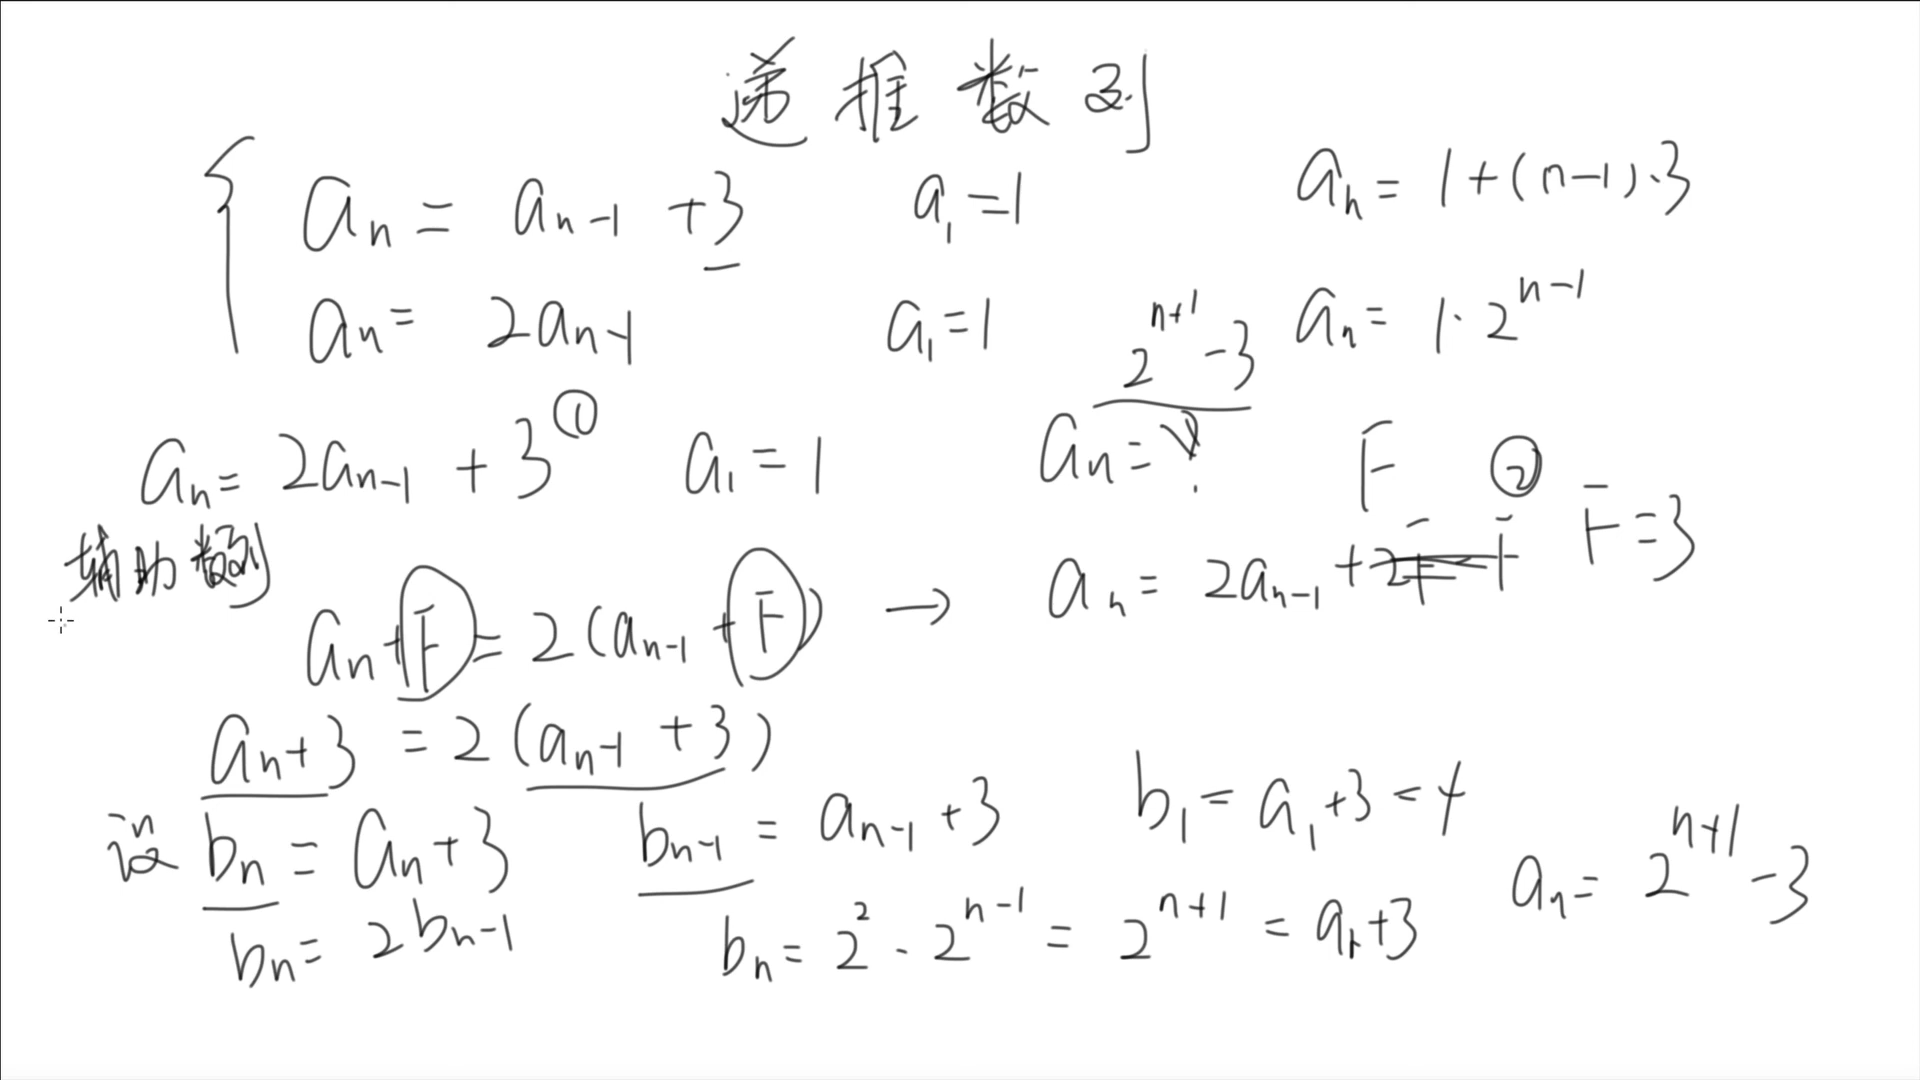 递推数列
aₙ = aₙ₋₁ + 3   a₁ = 1   aₙ = 1 + (n-1)·3
aₙ = 2aₙ₋₁   a₁ = 1   aₙ = 1·2ⁿ⁻¹
2ⁿ⁺¹ - 3
aₙ = 2aₙ₋₁ + 3 ①   a₁ = 1   aₙ = ?   F   ②
辅助数列   F = 3
aₙ + F = 2(aₙ₋₁ + F) → aₙ = 2aₙ₋₁ + F
aₙ + 3 = 2(aₙ₋₁ + 3)
设 bₙ = aₙ + 3   bₙ₋₁ = aₙ₋₁ + 3   b₁ = a₁ + 3 = 4
bₙ = 2bₙ₋₁   bₙ = 2²·2ⁿ⁻¹ = 2ⁿ⁺¹ = aₙ + 3   aₙ = 2ⁿ⁺¹ - 3